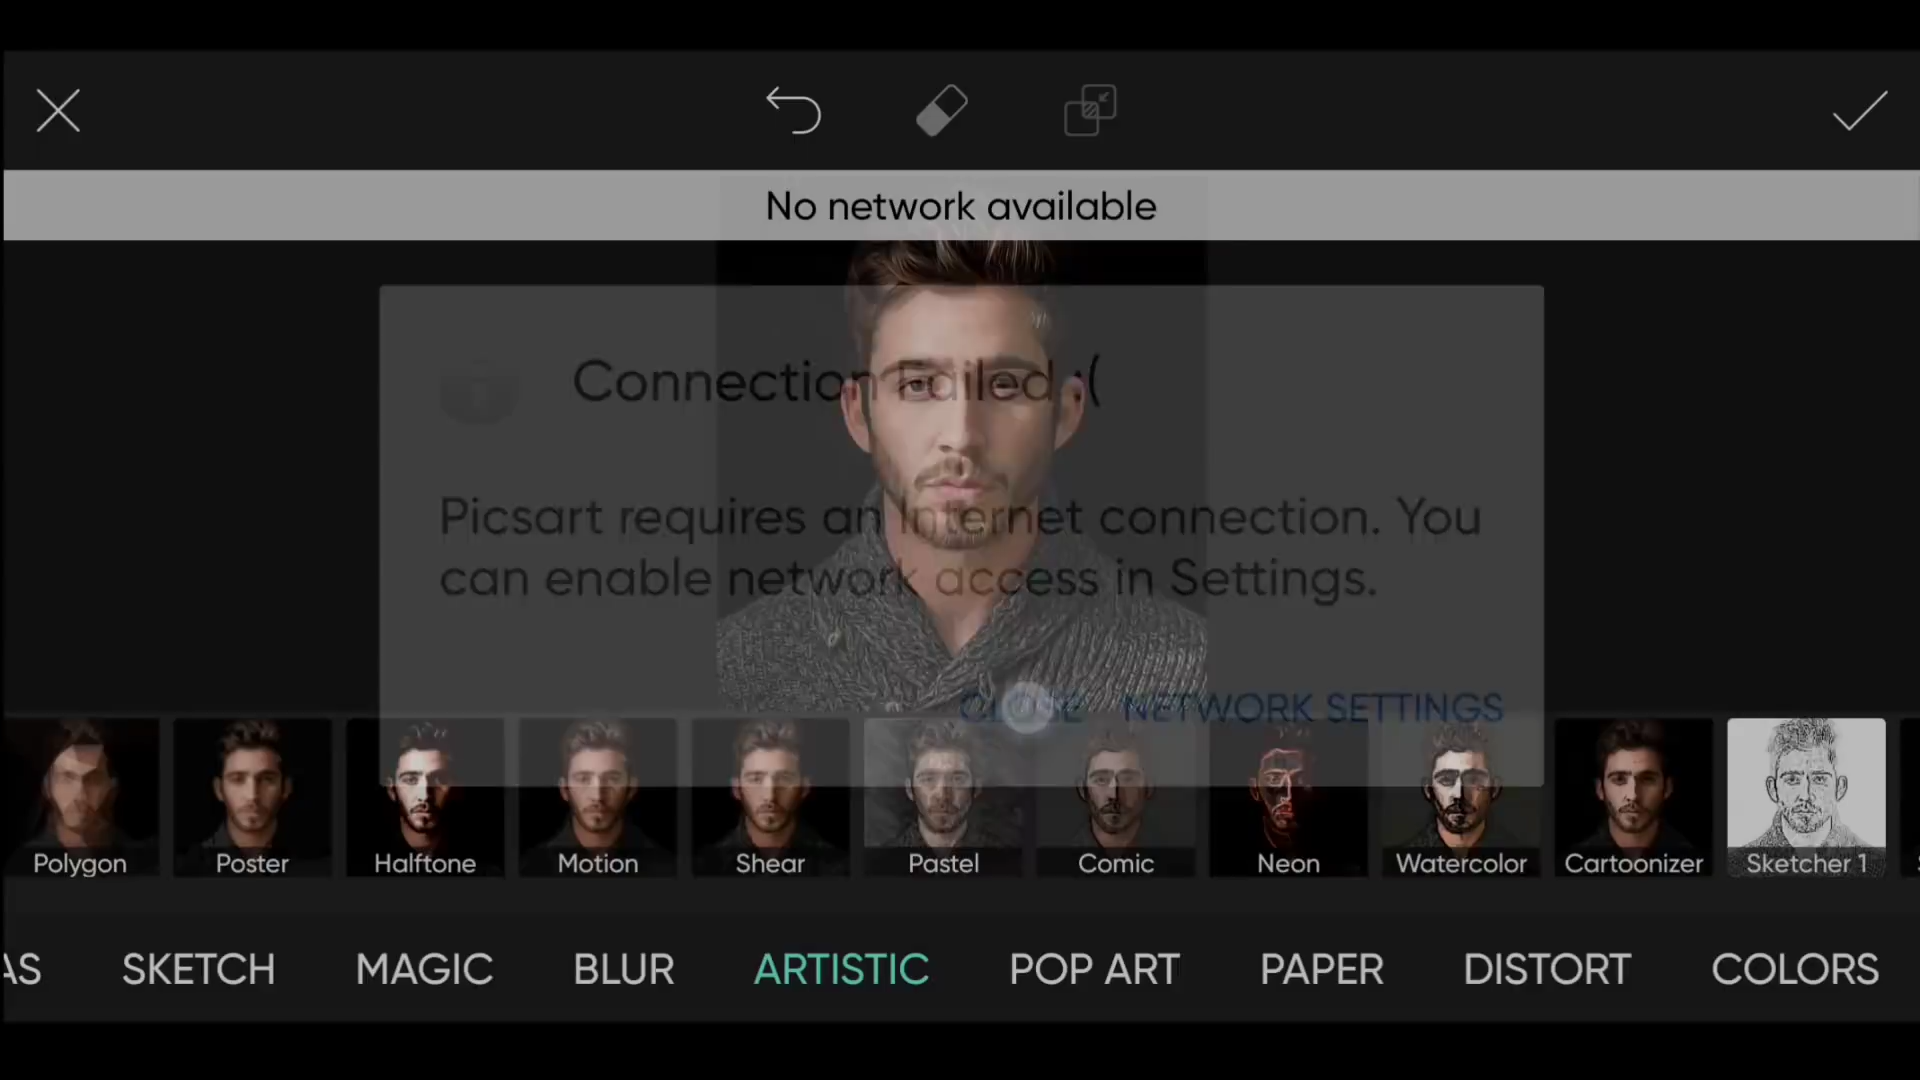 No network available
Connection failed :(
Picsart requires an internet connection. You
can enable network access in Settings.
CLOSE NETWORK SETTINGS
Polygon Poster Halftone Motion Shear Pastel Comic Neon Watercolor Cartoonizer Sketcher 1
AS SKETCH MAGIC BLUR ARTISTIC POP ART PAPER DISTORT COLORS